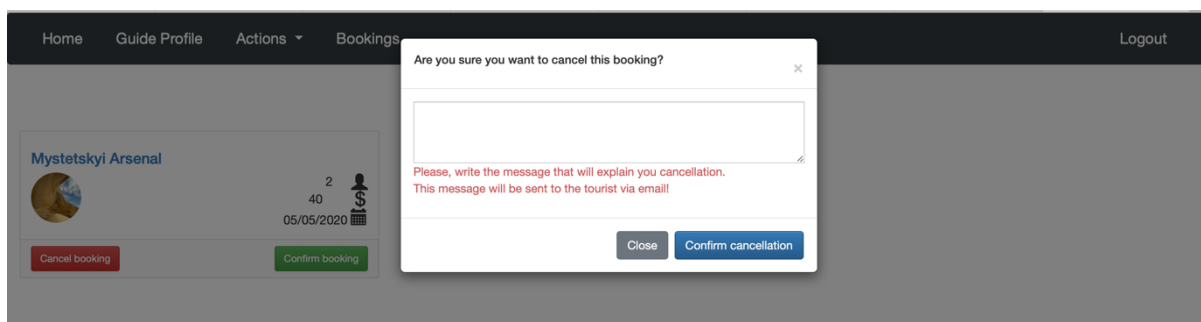 Home Guide Profile Actions Bookings Logout
Are you sure you want to cancel this booking?
×
Please, write the message that will explain you cancellation.
This message will be sent to the tourist via email!
Close Confirm cancellation
Mystetskyi Arsenal
2
40 $
05/05/2020
Cancel booking Confirm booking